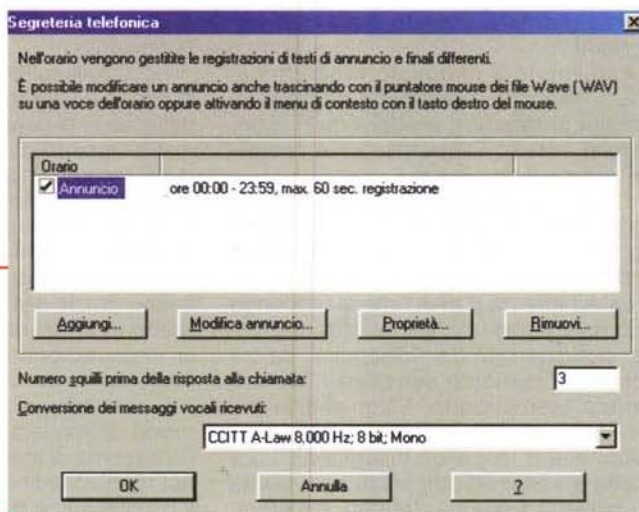 Segreteria telefonica
Nell'orario vengono gestitite le registrazioni di testi di annuncio e finali differenti.
È possibile modificare un annuncio anche trascinando con il puntatore mouse dei file Wave [ WAV)
su una voce dell'orario oppure attivando il menu di contesto con il tasto destro del mouse.
Orario
Annuncio ore 00:00 - 23:59, max. 60 sec. registrazione
Aggiungi... Modifica annuncio... Proprietà... Rimuovi...
Numero squilli prima della risposta alla chiamata: 3
Conversione dei messaggi vocali ricevuti:
CCITT A-Law 8.000 Hz; 8 bit; Mono
OK Annulla ?